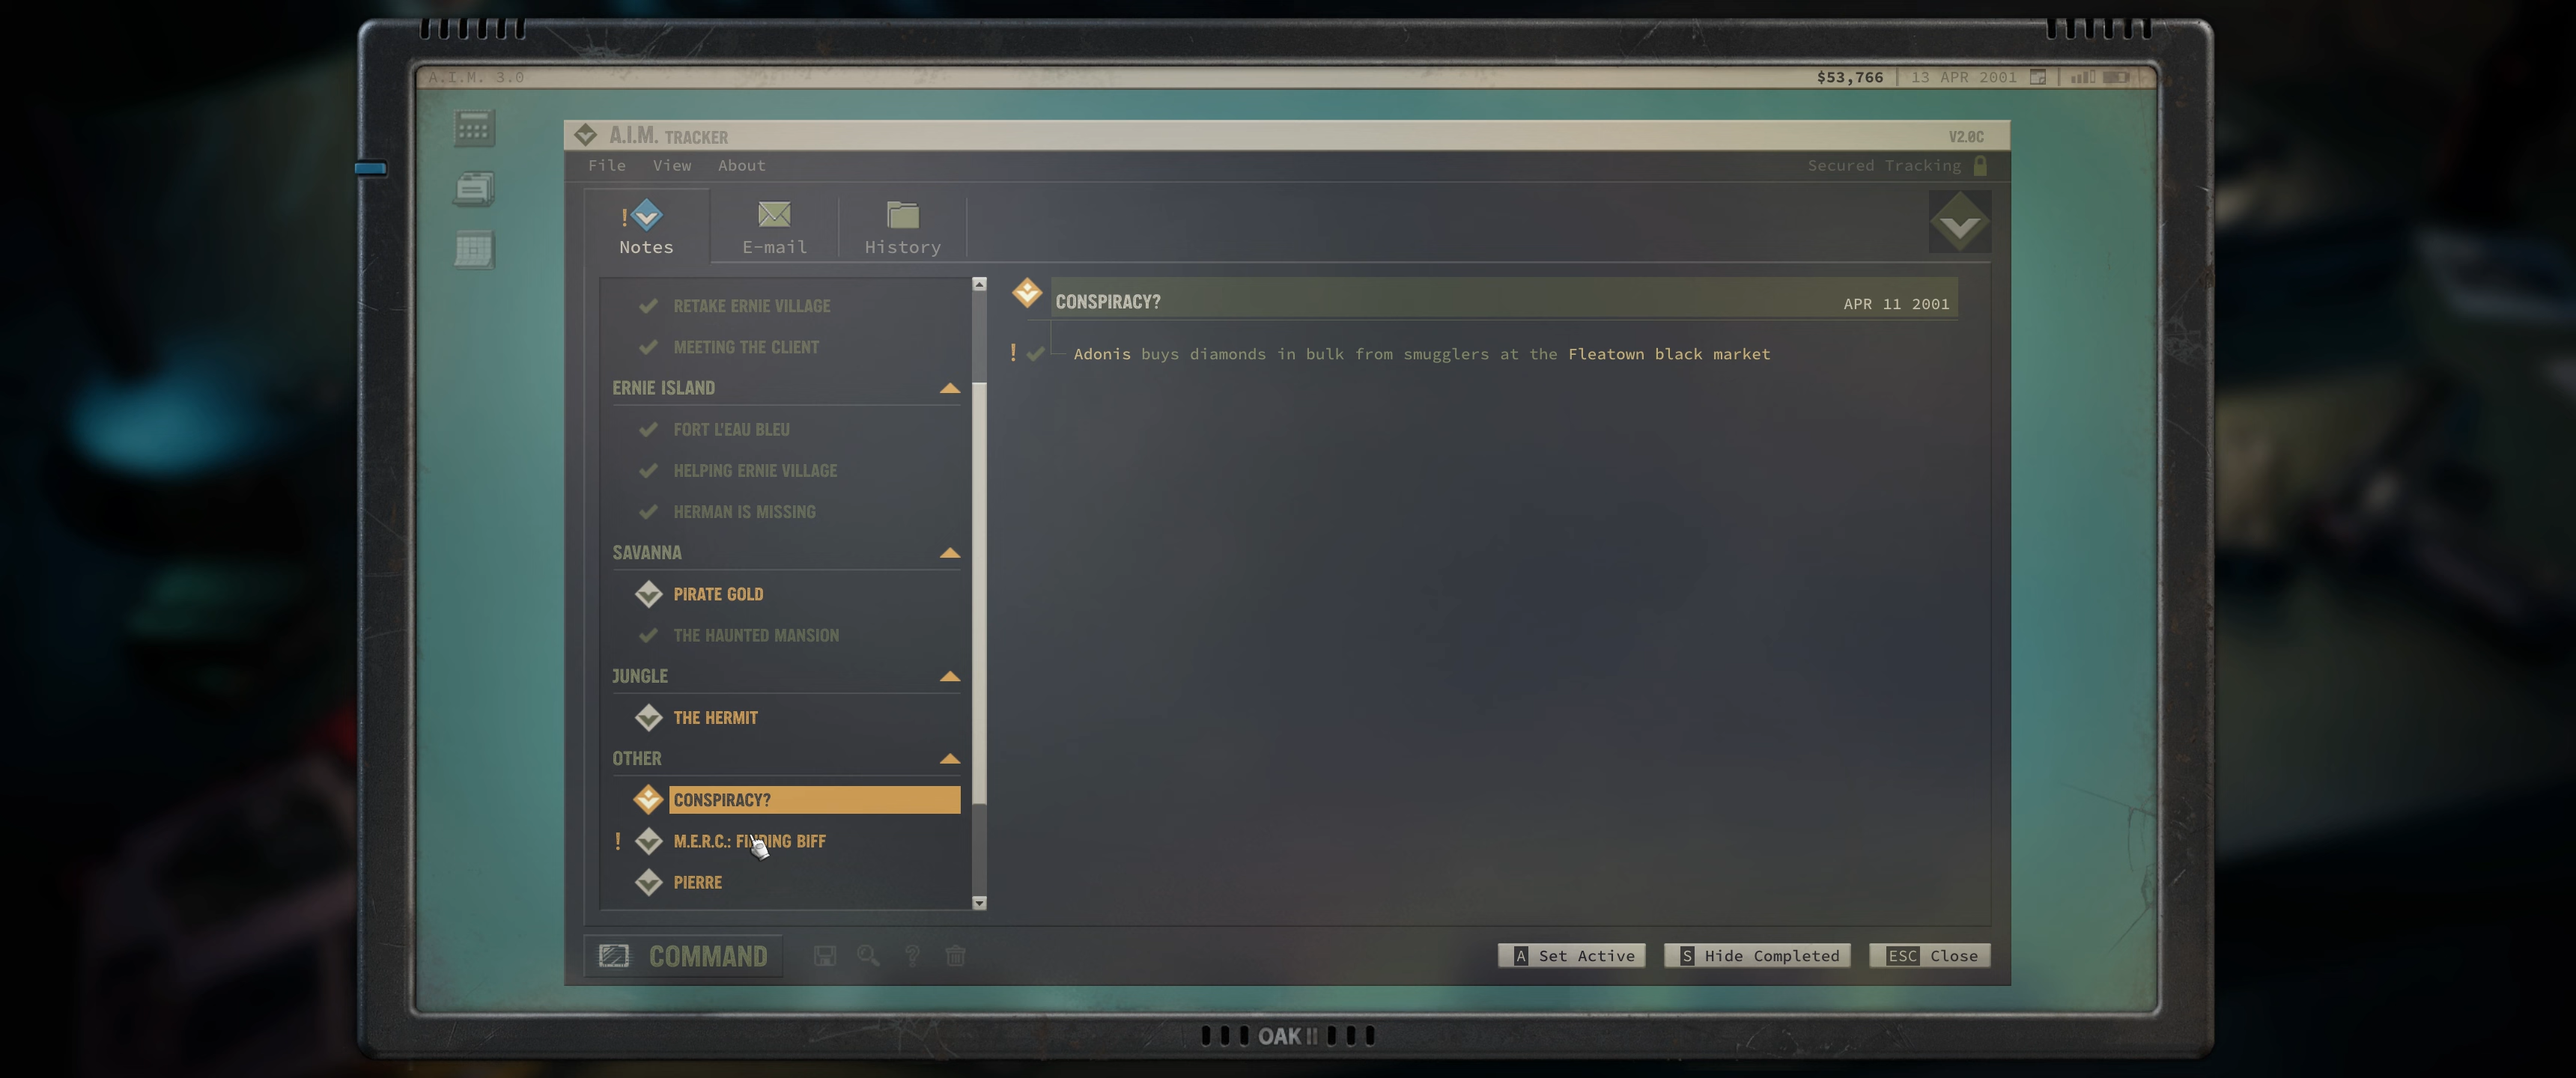 A.I.M. 3.0
$53,766 | 13 APR 2001
A.I.M. TRACKER
V2.0C
File View About
Secured Tracking
! Notes
E-mail
History
RETAKE ERNIE VILLAGE
MEETING THE CLIENT
ERNIE ISLAND
FORT L'EAU BLEU
HELPING ERNIE VILLAGE
HERMAN IS MISSING
SAVANNA
PIRATE GOLD
THE HAUNTED MANSION
JUNGLE
THE HERMIT
OTHER
CONSPIRACY?
! M.E.R.C.: FINDING BIFF
PIERRE
CONSPIRACY?
APR 11 2001
! Adonis buys diamonds in bulk from smugglers at the Fleatown black market
COMMAND
?
A Set Active
S Hide Completed
ESC Close
OAK II